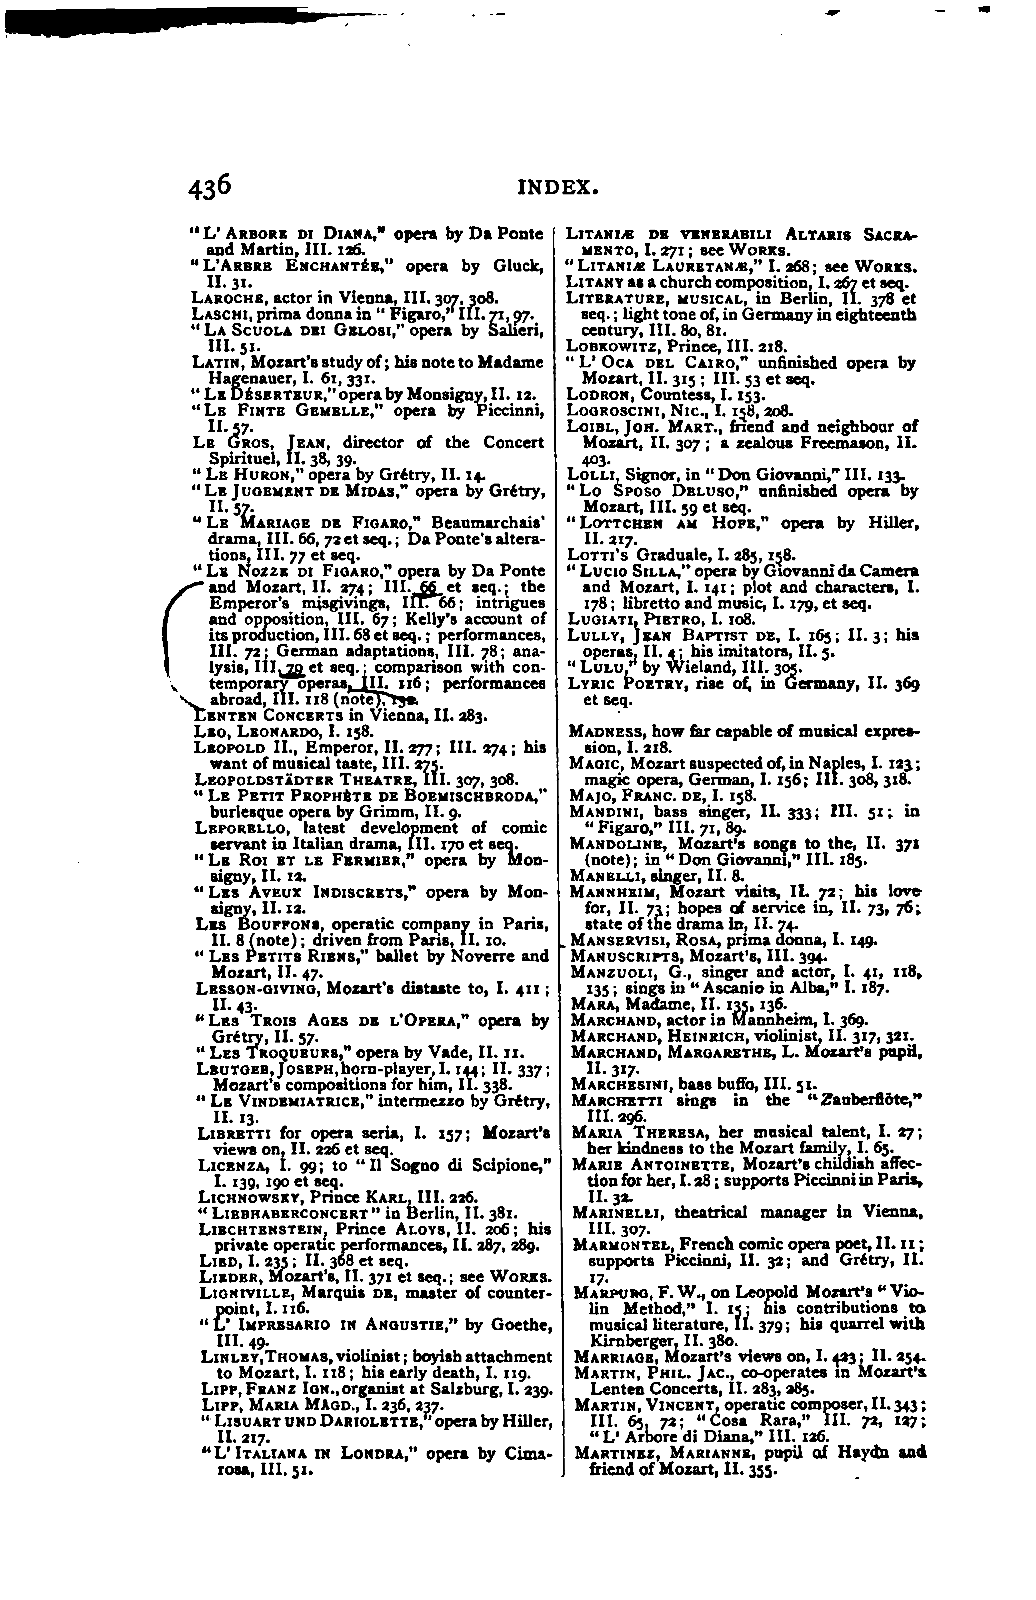 436
INDEX.
"L' ARBORE DI DIANA," opera by Da Ponte
and Martin, III. 126.
"L'ARBRE ENCHANTÉE," opera by Gluck,
II. 31.
LAROCHE, actor in Vienna, III. 307, 308.
LASCHI, prima donna in "Figaro," III. 71, 97.
"LA SCUOLA DEI GELOSI," opera by Salieri,
III. 51.
LATIN, Mozart's study of; his note to Madame
Hagenauer, I. 61, 331.
"LE DÉSERTEUR," opera by Monsigny, II. 12.
"LE FINTE GEMELLE," opera by Piccinni,
II. 57.
LE GROS, JEAN, director of the Concert
Spirituel, II. 38, 39.
"LE HURON," opera by Grétry, II. 14.
"LE JUGEMENT DE MIDAS," opera by Grétry,
II. 57.
"LE MARIAGE DE FIGARO," Beaumarchais'
drama, III. 66, 72 et seq.; Da Ponte's altera-
tions, III. 77 et seq.
"LE NOZZE DI FIGARO," opera by Da Ponte
and Mozart, II. 274; III. 66 et seq.; the
Emperor's misgivings, III. 66; intrigues
and opposition, III. 67; Kelly's account of
its production, III. 68 et seq.; performances,
III. 72; German adaptations, III. 78; ana-
lysis, III. 79 et seq.; comparison with con-
temporary operas, III. 116; performances
abroad, III. 118 (note),
LENTEN CONCERTS in Vienna, II. 283.
LEO, LEONARDO, I. 158.
LEOPOLD II., Emperor, II. 277; III. 274; his
want of musical taste, III. 275.
LEOPOLDSTÄDTER THEATRE, III. 307, 308.
"LE PETIT PROPHÈTE DE BOEMISCHBRODA,"
burlesque opera by Grimm, II. 9.
LEPORELLO, latest development of comic
servant in Italian drama, III. 170 et seq.
"LE ROI ET LE FERMIER," opera by Mon-
signy, II. 12.
"LES AVEUX INDISCRETS," opera by Mon-
signy, II. 12.
LES BOUFFONS, operatic company in Paris,
II. 8 (note); driven from Paris, II. 10.
"LES PETITS RIENS," ballet by Noverre and
Mozart, II. 47.
LESSON-GIVING, Mozart's distaste to, I. 411;
II. 43.
"LES TROIS AGES DE L'OPERA," opera by
Grétry, II. 57.
"LES TROQUEURS," opera by Vade, II. 11.
LEUTGEB, JOSEPH, horn-player, I. 144; II. 337;
Mozart's compositions for him, II. 338.
"LE VINDEMIATRICE," intermezzo by Grétry,
II. 13.
LIBRETTI for opera seria, I. 157; Mozart's
views on, II. 226 et seq.
LICENZA, I. 99; to "Il Sogno di Scipione,"
I. 139, 190 et seq.
LICHNOWSKY, Prince KARL, III. 226.
"LIEBHABERCONCERT" in Berlin, II. 381.
LIECHTENSTEIN, Prince ALOYS, II. 206; his
private operatic performances, II. 287, 289.
LIED, I. 235; II. 368 et seq.
LIEDER, Mozart's, II. 371 et seq.; see WORKS.
LIGNIVILLE, Marquis DE, master of counter-
point, I. 116.
"L' IMPRESARIO IN ANGUSTIE," by Goethe,
III. 49.
LINLEY, THOMAS, violinist; boyish attachment
to Mozart, I. 118; his early death, I. 119.
LIPP, FRANZ IGN., organist at Salzburg, I. 239.
LIPP, MARIA MAGD., I. 236, 237.
"LISUART UND DARIOLETTE," opera by Hiller,
II. 217.
"L' ITALIANA IN LONDRA," opera by Cima-
rosa, III. 51.
LITANIÆ DE VENERABILI ALTARIS SACRA-
MENTO, I. 271; see WORKS.
"LITANIÆ LAURETANÆ," I. 268; see WORKS.
LITANY as a church composition, I. 267 et seq.
LITERATURE, MUSICAL, in Berlin, II. 378 et
seq.; light tone of, in Germany in eighteenth
century, III. 80, 81.
LOBKOWITZ, Prince, III. 218.
"L' OCA DEL CAIRO," unfinished opera by
Mozart, II. 315; III. 53 et seq.
LODRON, Countess, I. 153.
LOGROSCINI, NIC., I. 158, 208.
LOIBL, JOH. MART., friend and neighbour of
Mozart, II. 307; a zealous Freemason, II.
403.
LOLLI, Signor, in "Don Giovanni," III. 133.
"LO SPOSO DELUSO," unfinished opera by
Mozart, III. 59 et seq.
"LOTTCHEN AM HOFE," opera by Hiller,
II. 217.
LOTTI'S Graduale, I. 285, 158.
"LUCIO SILLA," opera by Giovanni da Camera
and Mozart, I. 141; plot and characters, I.
178; libretto and music, I. 179, et seq.
LUGIATI, PIETRO, I. 108.
LULLY, JEAN BAPTIST DE, I. 165; II. 3; his
operas, II. 4; his imitators, II. 5.
"LULU," by Wieland, III. 305.
LYRIC POETRY, rise of, in Germany, II. 369
et seq.
MADNESS, how far capable of musical expres-
sion, I. 218.
MAGIC, Mozart suspected of, in Naples, I. 123;
magic opera, German, I. 156; III. 308, 318.
MAJO, FRANC. DE, I. 158.
MANDINI, bass singer, II. 333; III. 51; in
"Figaro," III. 71, 89.
MANDOLINE, Mozart's songs to the, II. 371
(note); in "Don Giovanni," III. 185.
MANELLI, singer, II. 8.
MANNHEIM, Mozart visits, II. 72; his love
for, II. 73; hopes of service in, II. 73, 76;
state of the drama in, II. 74.
MANSERVISI, ROSA, prima donna, I. 149.
MANUSCRIPTS, Mozart's, III. 394.
MANZUOLI, G., singer and actor, I. 41, 118,
135; sings in "Ascanio in Alba," I. 187.
MARA, Madame, II. 135, 136.
MARCHAND, actor in Mannheim, I. 369.
MARCHAND, HEINRICH, violinist, II. 317, 321.
MARCHAND, MARGARETHE, L. Mozart's pupil,
II. 317.
MARCHESINI, bass buffo, III. 51.
MARCHETTI sings in the "Zauberflöte,"
III. 296.
MARIA THERESA, her musical talent, I. 27;
her kindness to the Mozart family, I. 65.
MARIE ANTOINETTE, Mozart's childish affec-
tion for her, I. 28; supports Piccinni in Paris,
II. 32.
MARINELLI, theatrical manager in Vienna,
III. 307.
MARMONTEL, French comic opera poet, II. 11;
supports Piccinni, II. 32; and Grétry, II.
17.
MARPURG, F. W., on Leopold Mozart's "Vio-
lin Method," I. 15; his contributions to
musical literature, II. 379; his quarrel with
Kirnberger, II. 380.
MARRIAGE, Mozart's views on, I. 423; II. 254.
MARTIN, PHIL. JAC., co-operates in Mozart's
Lenten Concerts, II. 283, 285.
MARTIN, VINCENT, operatic composer, II. 343;
III. 65, 72; "Cosa Rara," III. 72, 127;
"L' Arbore di Diana," III. 126.
MARTINEZ, MARIANNE, pupil of Haydn and
friend of Mozart, II. 355.